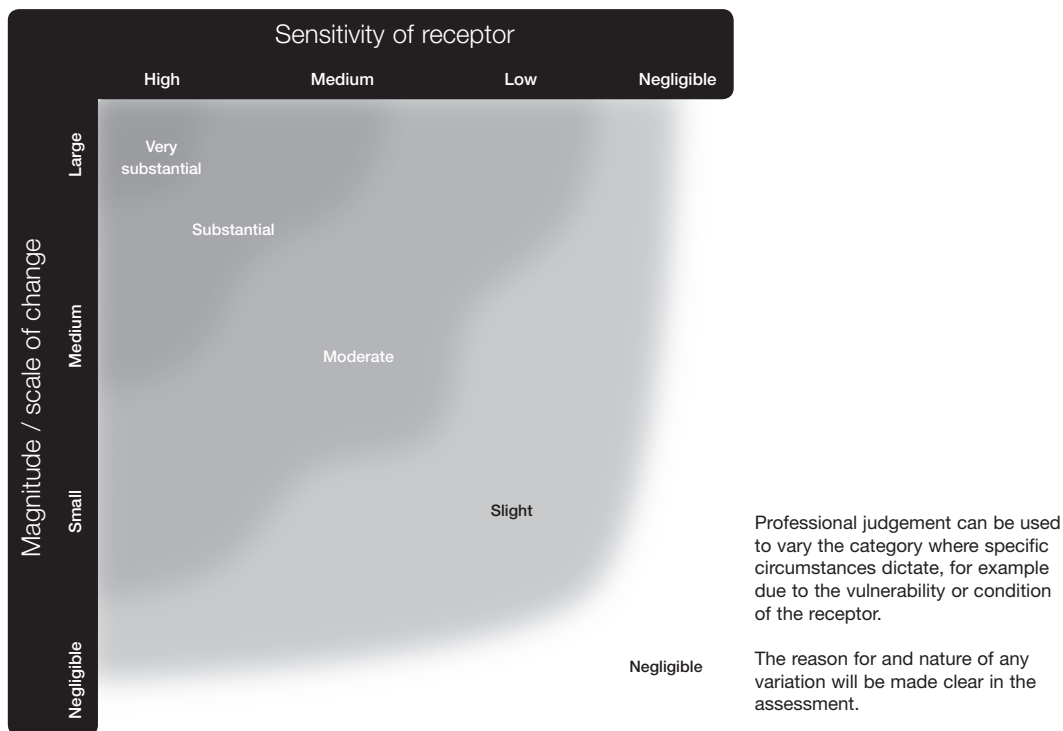 Sensitivity of receptor
High Medium Low Negligible
Magnitude / scale of change
Large
Medium
Small
Negligible
Very
substantial
Substantial
Moderate
Slight
Negligible
Professional judgement can be used
to vary the category where specific
circumstances dictate, for example
due to the vulnerability or condition
of the receptor.
The reason for and nature of any
variation will be made clear in the
assessment.